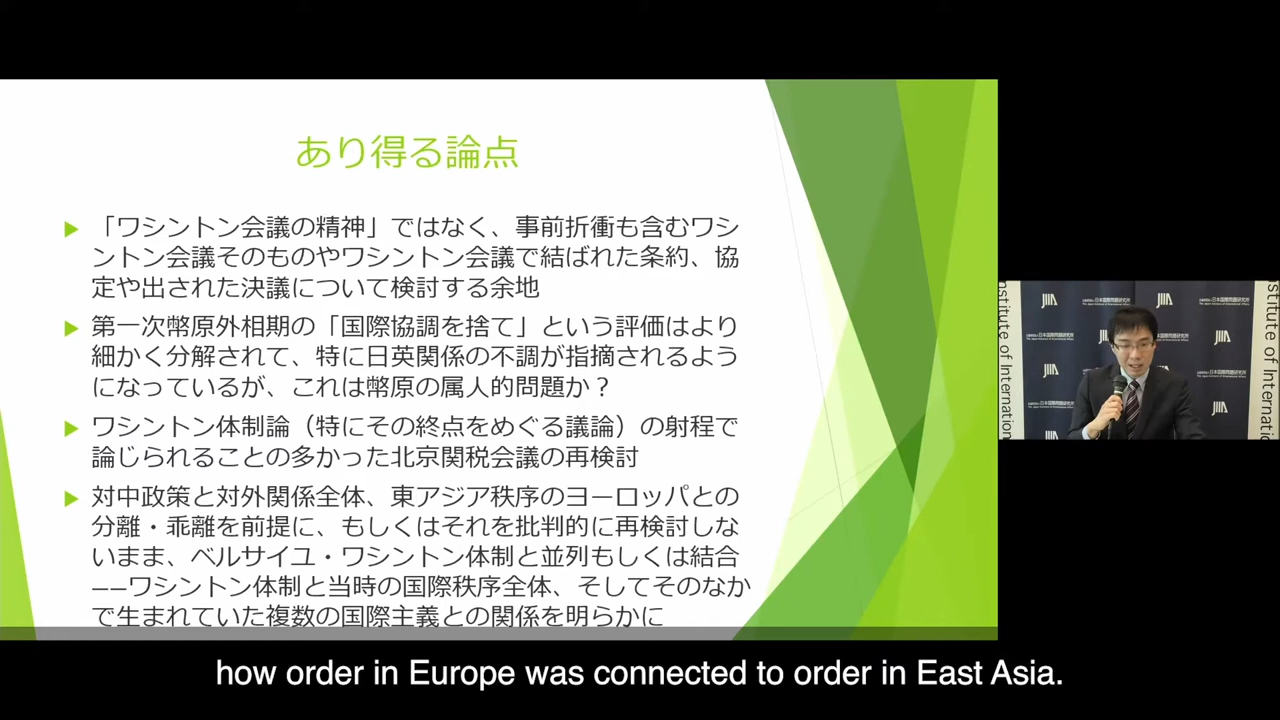 あり得る論点
「ワシントン会議の精神」ではなく、事前折衝も含むワシ
ントン会議そのものやワシントン会議で結ばれた条約、協
定や出された決議について検討する余地
第一次幣原外相期の「国際協調を捨て」という評価はより
細かく分解されて、特に日英関係の不調が指摘されるよう
になっているが、これは幣原の属人的問題か？
ワシントン体制論（特にその終点をめぐる議論）の射程で
論じられることの多かった北京関税会議の再検討
対中政策と対外関係全体、東アジア秩序のヨーロッパとの
分離・乖離を前提に、もしくはそれを批判的に再検討しな
いまま、ベルサイユ・ワシントン体制と並列もしくは結合
——ワシントン体制と当時の国際秩序全体、そしてそのなか
で生まれていた複数の国際主義との関係を明らかに
JIIA
JIIA
JIIA
JIIA
JIIA
Institute of International
stitute of Inter
how order in Europe was connected to order in East Asia.